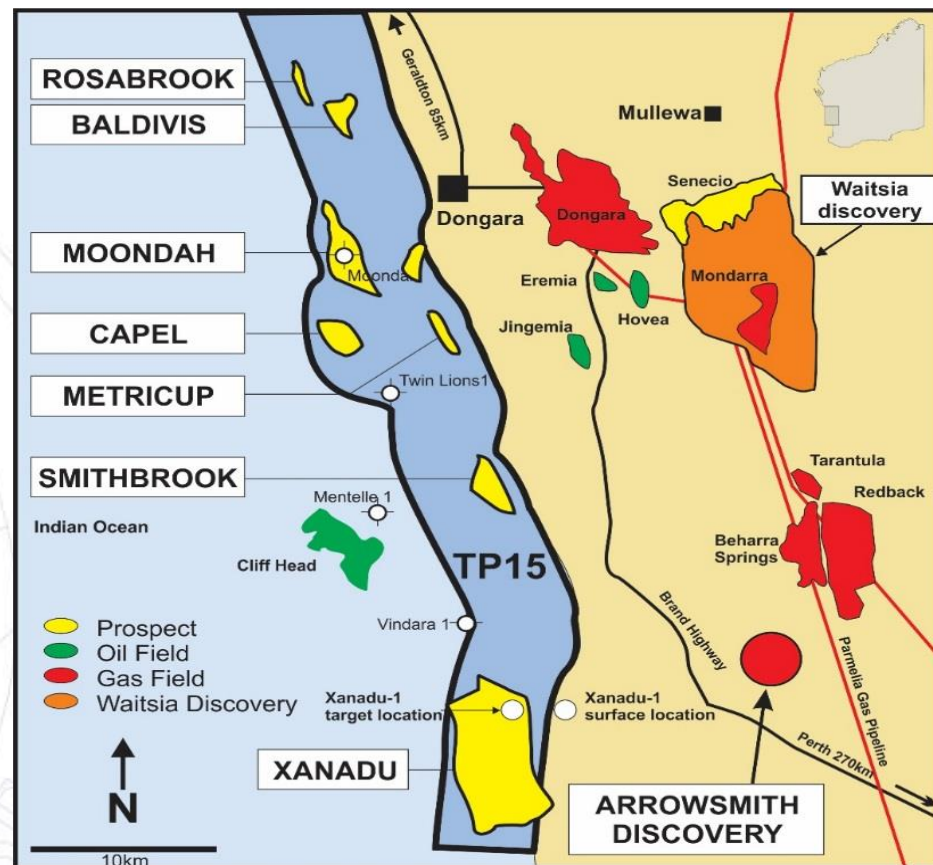 ROSABROOK
BALDIVIS
Geraldton 85km
Mullewa
Senecio
Waitsia
discovery
Dongara
Dongara
MOONDAH
Moonda
Eremia
Mondarra
Hovea
CAPEL
Jingemia
METRICUP
Twin Lions1
SMITHBROOK
Tarantula
Redback
Mentelle 1
Indian Ocean
Beharra
Springs
Cliff Head
TP15
Brand Highway
Vindara 1
Parmelia Gas Pipeline
Prospect
Oil Field
Gas Field
Waitsia Discovery
Xanadu-1
target location
Xanadu-1
surface location
Perth 270km
XANADU
ARROWSMITH
DISCOVERY
N
10km